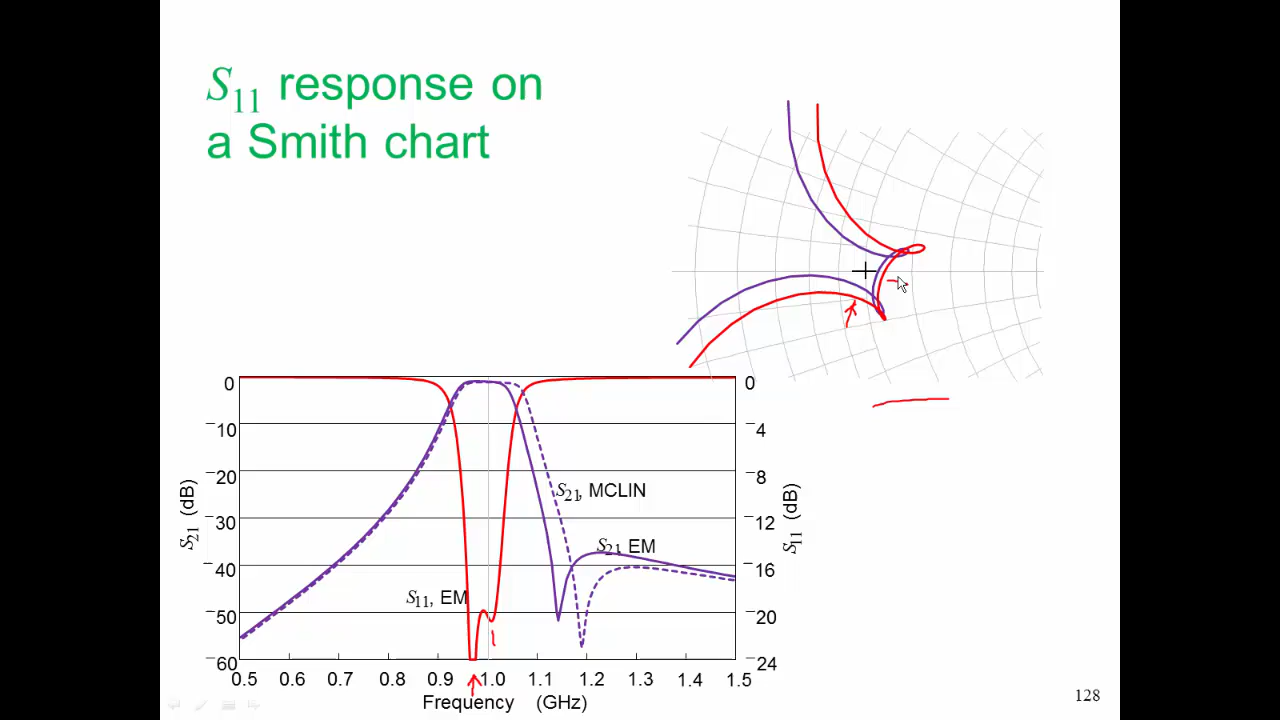 S11 response on
a Smith chart
0
−10
−20
−30
−40
−50
−60
S21 (dB)
0
−4
−8
−12
−16
−20
−24
S11 (dB)
S21, MCLIN
S21, EM
S11, EM
0.5 0.6 0.7 0.8 0.9 1.0 1.1 1.2 1.3 1.4 1.5
Frequency (GHz)
128